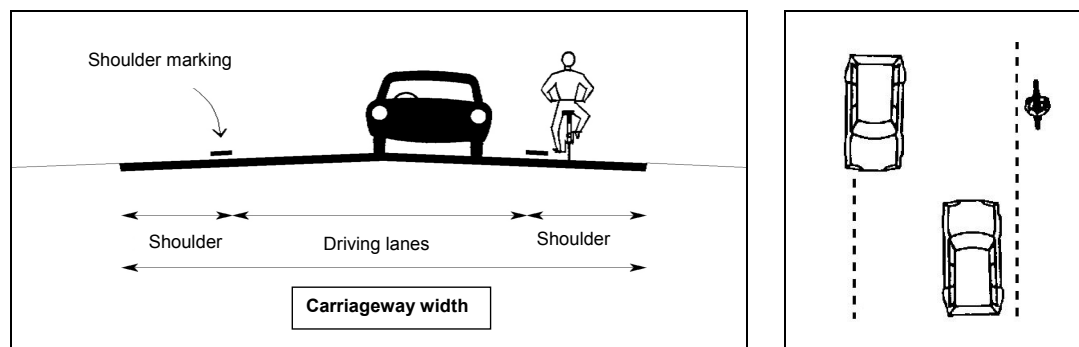 Shoulder marking
Shoulder
Driving lanes
Shoulder
Carriageway width